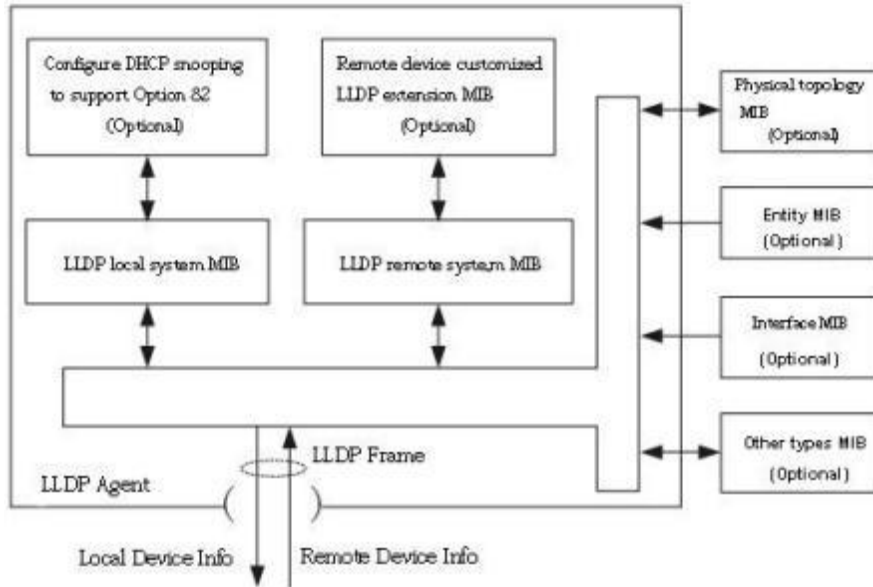 Configure DHCP snooping
to support Option 82
(Optional)
Remote device customized
LLDP extension MIB
(Optional)
Physical topology
MIB
(Optional)
LLDP local system MIB
LLDP remote system MIB
Entity MIB
(Optional)
Interface MIB
(Optional)
Other types MIB
(Optional)
LLDP Frame
LLDP Agent
Local Device Info
Remote Device Info